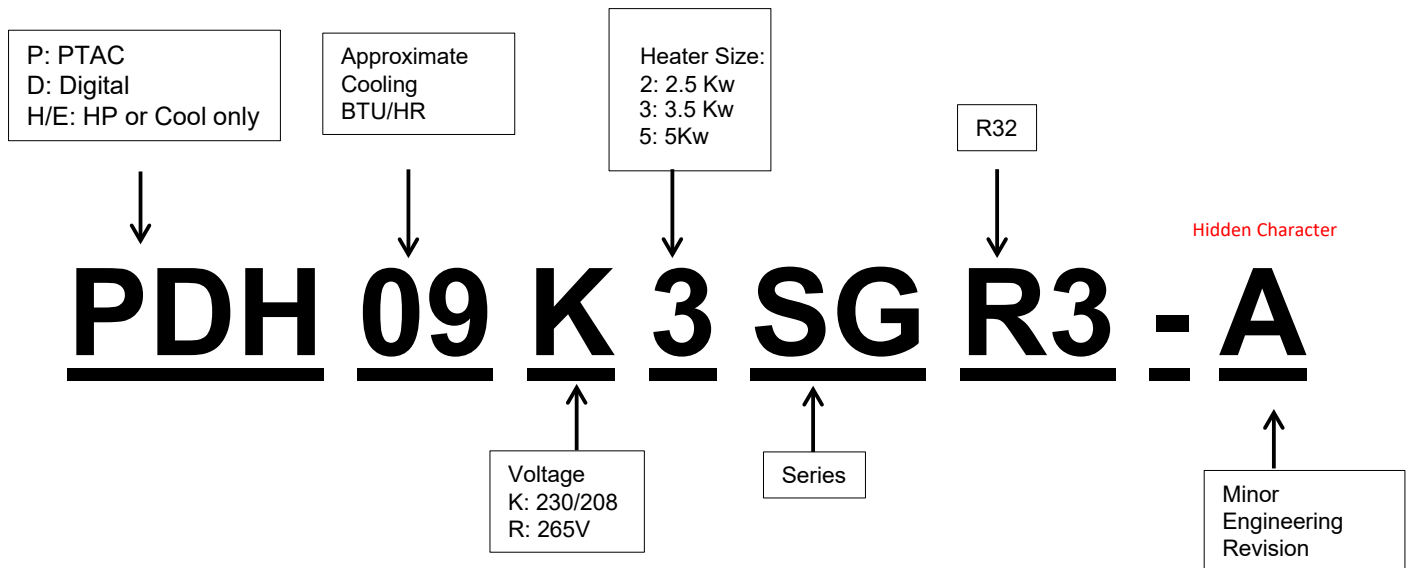 P: PTAC
D: Digital
H/E: HP or Cool only
Approximate
Cooling
BTU/HR
Heater Size:
2: 2.5 Kw
3: 3.5 Kw
5: 5Kw
R32
Hidden Character
PDH 09 K 3 SG R3 - A
Voltage
K: 230/208
R: 265V
Series
Minor
Engineering
Revision